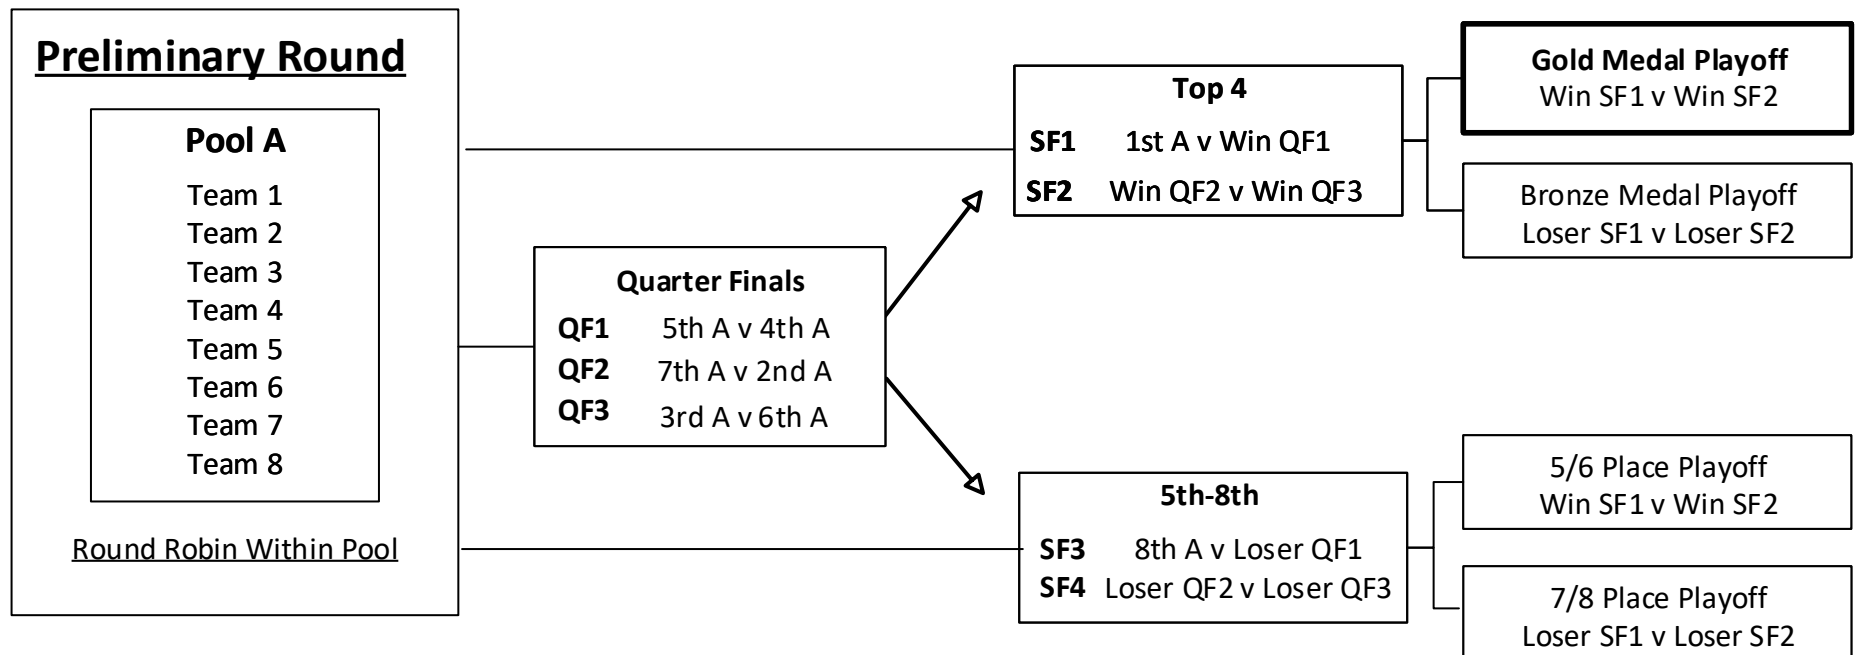 Preliminary Round
Pool A
Team 1
Team 2
Team 3
Team 4
Team 5
Team 6
Team 7
Team 8
Round Robin Within Pool
Quarter Finals
QF1 5th A v 4th A
QF2 7th A v 2nd A
QF3 3rd A v 6th A
Top 4
SF1 1st A v Win QF1
SF2 Win QF2 v Win QF3
5th-8th
SF3 8th A v Loser QF1
SF4 Loser QF2 v Loser QF3
Gold Medal Playoff
Win SF1 v Win SF2
Bronze Medal Playoff
Loser SF1 v Loser SF2
5/6 Place Playoff
Win SF1 v Win SF2
7/8 Place Playoff
Loser SF1 v Loser SF2